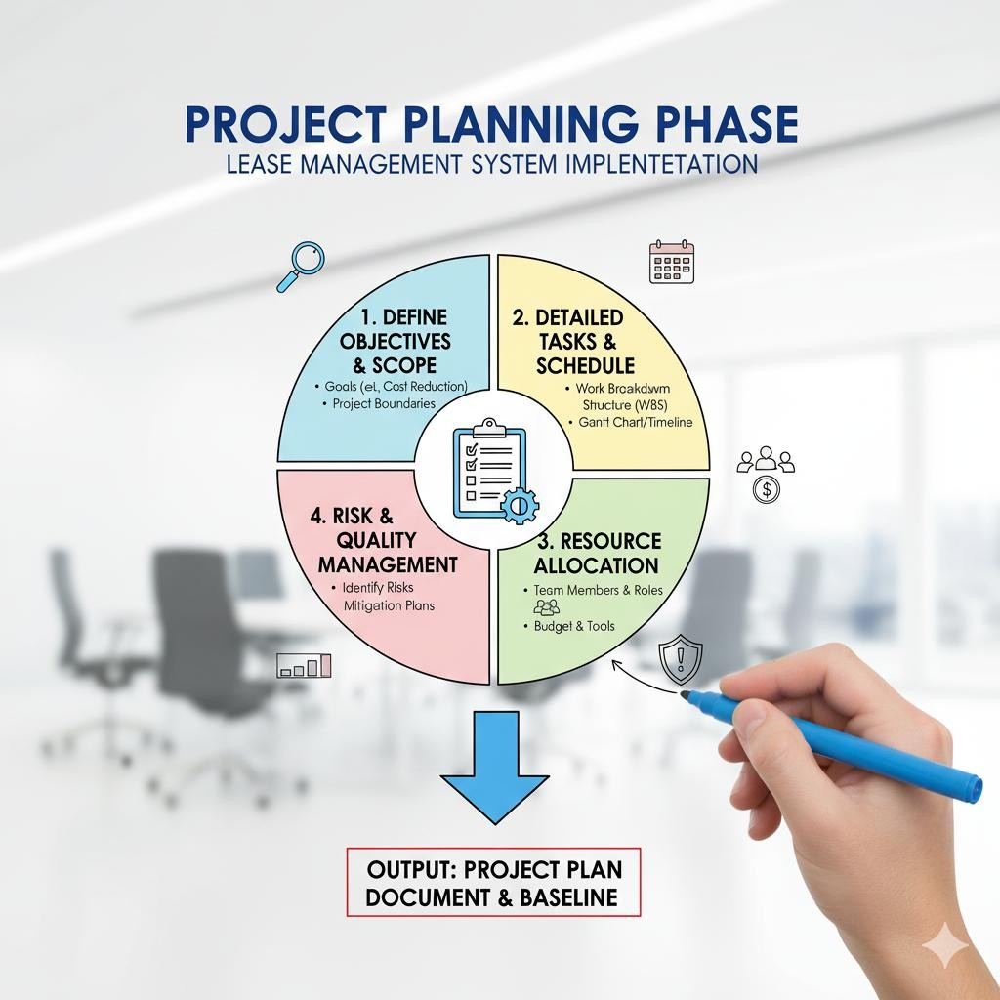 PROJECT PLANNING PHASE
LEASE MANAGEMENT SYSTEM IMPLENTETATION
1. DEFINE
OBJECTIVES
& SCOPE
• Goals (eƖ., Cost Reduction)
• Project Boundaries
2. DETAILED
TASKS &
SCHEDULE
• Work Breakdwm
Structure (WBS)
• Gantt Chart/Timeline
3. RESOURCE
ALLOCATION
• Team Members & Roles
• Budget & Tools
4. RISK &
QUALITY
MANAGEMENT
• Identify Risks
Mitigation Plans
$
!
OUTPUT: PROJECT PLAN
DOCUMENT & BASELINE